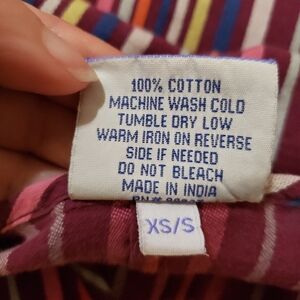 100% COTTON
MACHINE WASH COLD
TUMBLE DRY LOW
WARM IRON ON REVERSE
SIDE IF NEEDED
DO NOT BLEACH
MADE IN INDIA
RN#
XS/S